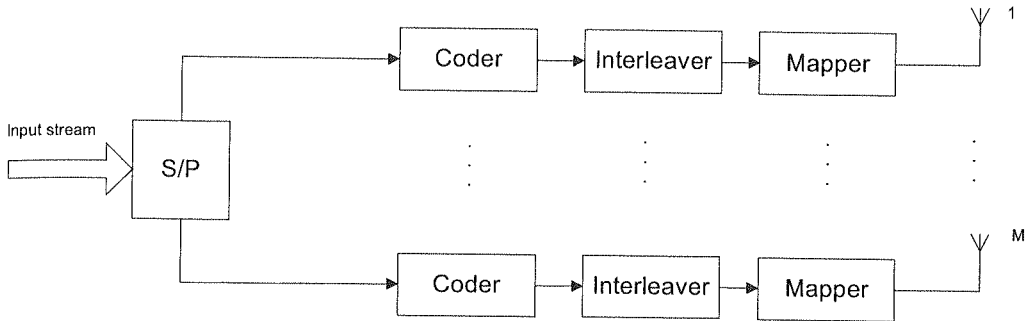 1
Coder Interleaver Mapper
Input stream
S/P
M
Coder Interleaver Mapper